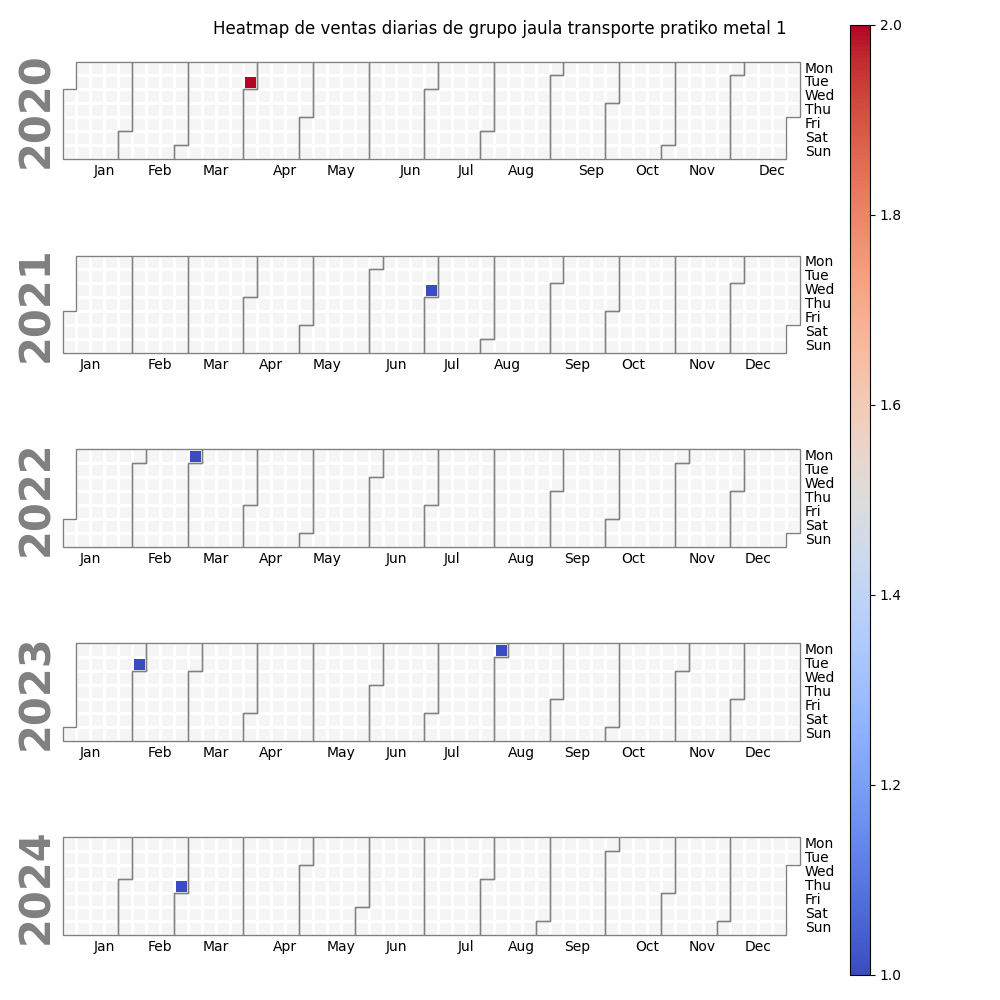 Heatmap de ventas diarias de grupo jaula transporte pratiko metal 1
2020
Mon
Tue
Wed
Thu
Fri
Sat
Sun
Jan Feb Mar Apr May Jun Jul Aug Sep Oct Nov Dec
2021
Mon
Tue
Wed
Thu
Fri
Sat
Sun
Jan Feb Mar Apr May Jun Jul Aug Sep Oct Nov Dec
2022
Mon
Tue
Wed
Thu
Fri
Sat
Sun
Jan Feb Mar Apr May Jun Jul Aug Sep Oct Nov Dec
2023
Mon
Tue
Wed
Thu
Fri
Sat
Sun
Jan Feb Mar Apr May Jun Jul Aug Sep Oct Nov Dec
2024
Mon
Tue
Wed
Thu
Fri
Sat
Sun
Jan Feb Mar Apr May Jun Jul Aug Sep Oct Nov Dec
2.0
1.8
1.6
1.4
1.2
1.0